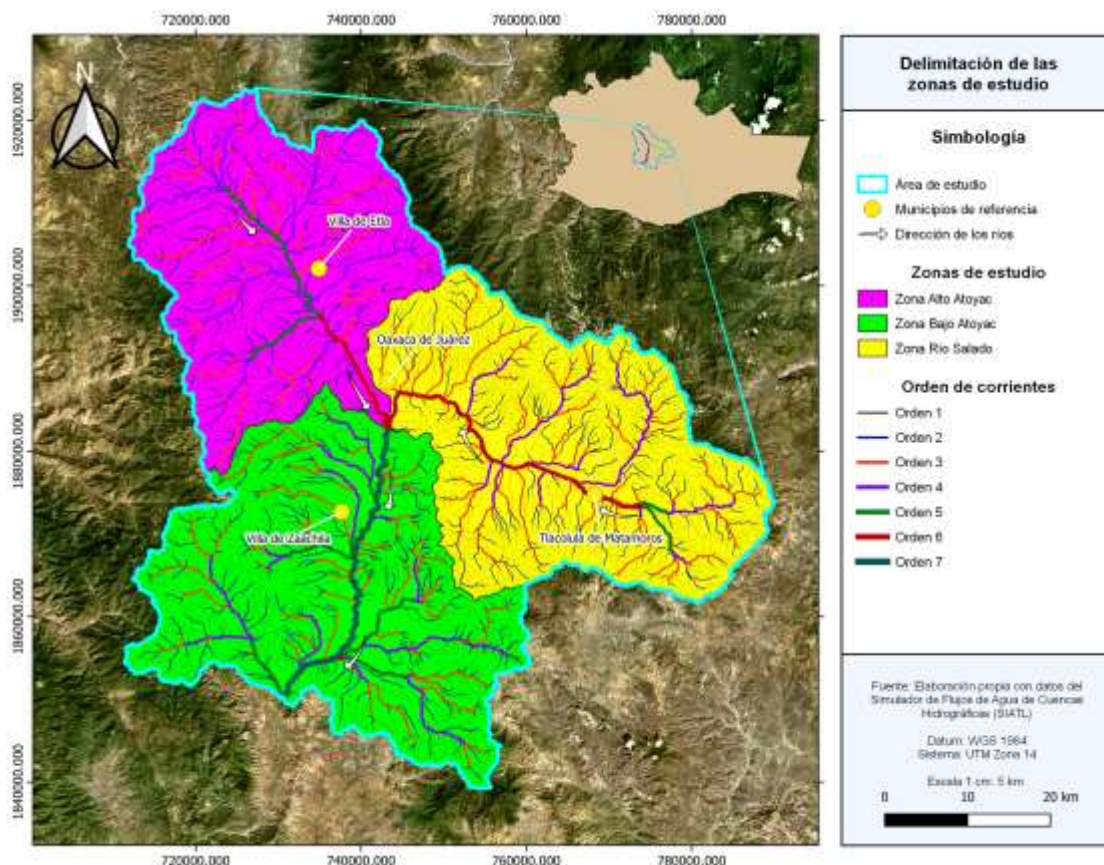 720000.000 740000.000 760000.000 780000.000
Delimitación de las
zonas de estudio
Simbología
Área de estudio
Municipios de referencia
Dirección de los ríos
Zonas de estudio
Zona Alto Atoyac
Zona Bajo Atoyac
Zona Río Salado
Orden de corrientes
Orden 1
Orden 2
Orden 3
Orden 4
Orden 5
Orden 6
Orden 7
Fuente: Elaboración propia con datos del
Simulador de Flujos de Agua de Cuencas
Hidrográficas (SIATL)
Datum: WGS 1984
Sistema: UTM Zona 14
Escala 1 cm: 5 km
0 10 20 km
N
Villa de Etla
Oaxaca de Juárez
Villa de Zaachila
Tlacolula de Matamoros
1920000.000
1900000.000
1880000.000
1860000.000
1840000.000
720000.000 740000.000 760000.000 780000.000